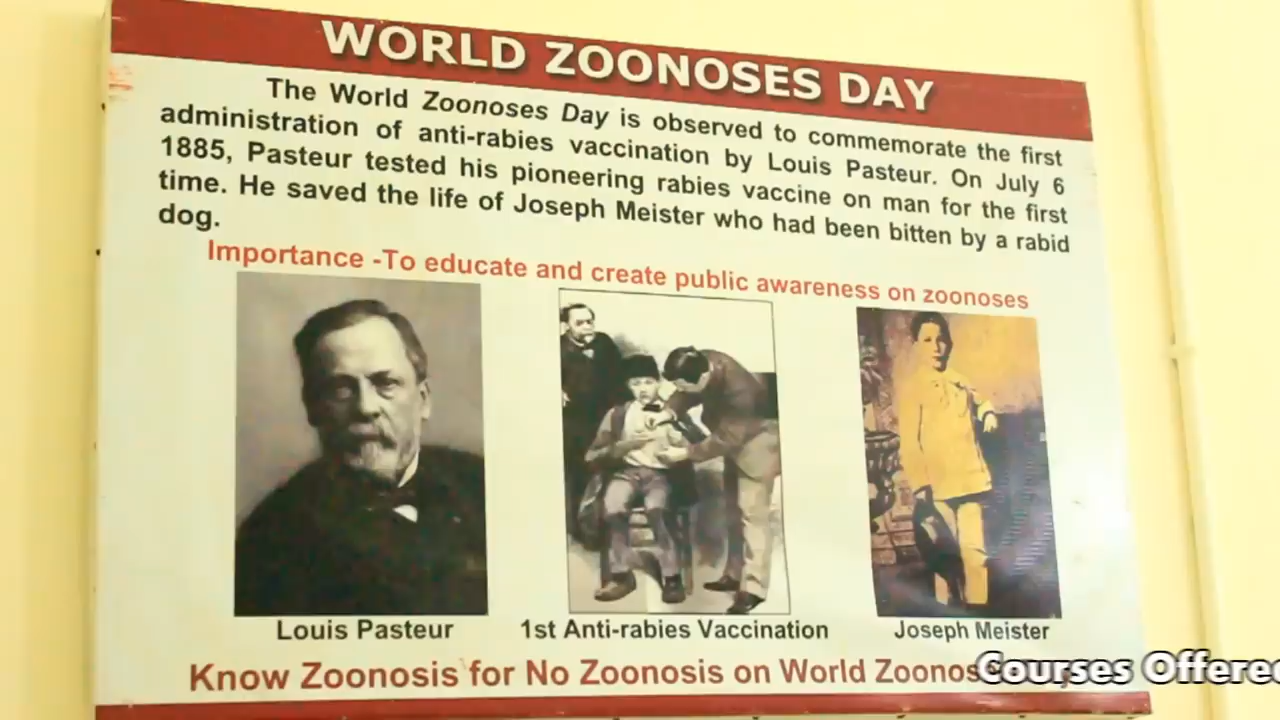 WORLD ZOONOSES DAY
The World Zoonoses Day is observed to commemorate the first
administration of anti-rabies vaccination by Louis Pasteur. On July 6
1885, Pasteur tested his pioneering rabies vaccine on man for the first
time. He saved the life of Joseph Meister who had been bitten by a rabid
dog.
Importance -To educate and create public awareness on zoonoses
Louis Pasteur
1st Anti-rabies Vaccination
Joseph Meister
Know Zoonosis for No Zoonosis on World
Courses Offered